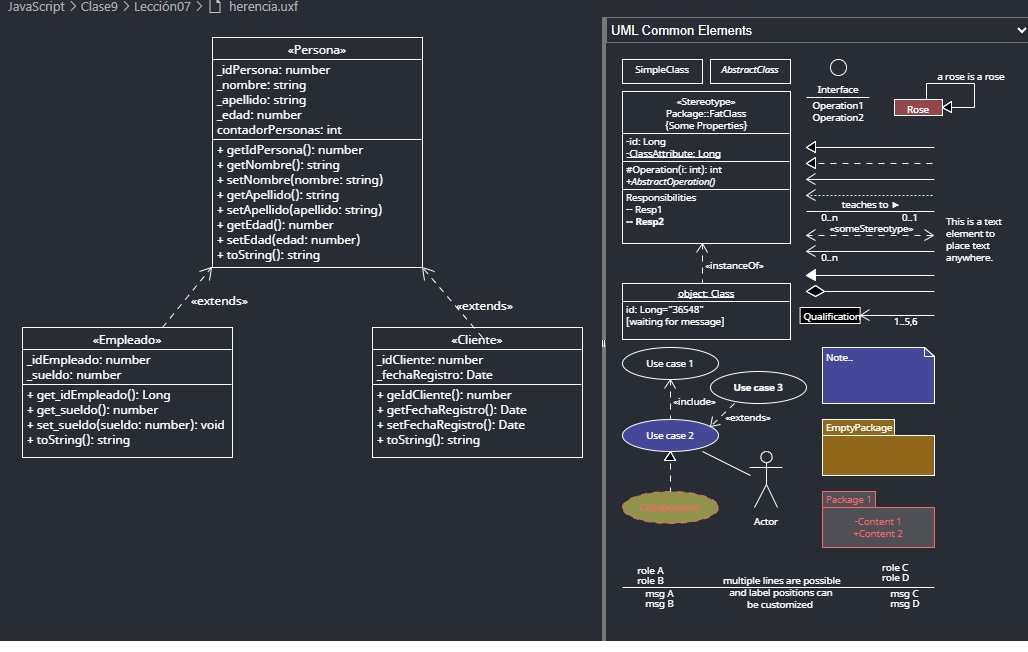 JavaScript > Clase9 > Lección07 > herencia.uxf
«Persona»
_idPersona: number
_nombre: string
_apellido: string
_edad: number
contadorPersonas: int
+ getIdPersona(): number
+ getNombre(): string
+ setNombre(nombre: string)
+ getApellido(): string
+ setApellido(apellido: string)
+ getEdad(): number
+ setEdad(edad: number)
+ toString(): string
«extends»
«extends»
«Empleado»
_idEmpleado: number
_sueldo: number
+ get_idEmpleado(): Long
+ get_sueldo(): number
+ set_sueldo(sueldo: number): void
+ toString(): string
«Cliente»
_idCliente: number
_fechaRegistro: Date
+ geIdCliente(): number
+ getFechaRegistro(): Date
+ setFechaRegistro(): Date
+ toString(): string
UML Common Elements
SimpleClass
AbstractClass
Interface
Operation1
Operation2
a rose is a rose
Rose
«Stereotype»
Package::FatClass
{Some Properties}
-id: Long
-ClassAttribute: Long
#Operation(i: int): int
+AbstractOperation()
Responsibilities
-- Resp1
-- Resp2
teaches to ►
0..n
0..1
«someStereotype»
0..n
This is a text
element to
place text
anywhere.
«instanceOf»
object: Class
id: Long="36548"
[waiting for message]
Qualification
1..5,6
Use case 1
Use case 3
«include»
«extends»
Use case 2
Collaboration
Actor
Note..
EmptyPackage
Package 1
-Content 1
+Content 2
role A
role B
msg A
msg B
multiple lines are possible
and label positions can
be customized
role C
role D
msg C
msg D